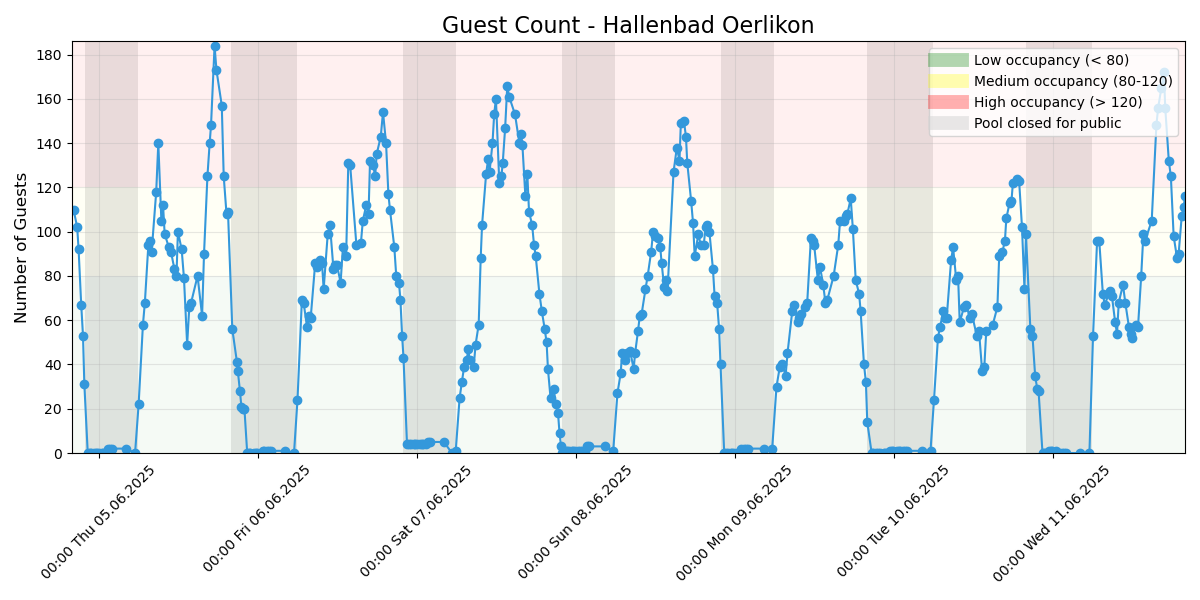 Guest Count - Hallenbad Oerlikon
Number of Guests
180
160
140
120
100
80
60
40
20
0
Low occupancy (< 80)
Medium occupancy (80-120)
High occupancy (> 120)
Pool closed for public
00:00 Thu 05.06.2025
00:00 Fri 06.06.2025
00:00 Sat 07.06.2025
00:00 Sun 08.06.2025
00:00 Mon 09.06.2025
00:00 Tue 10.06.2025
00:00 Wed 11.06.2025